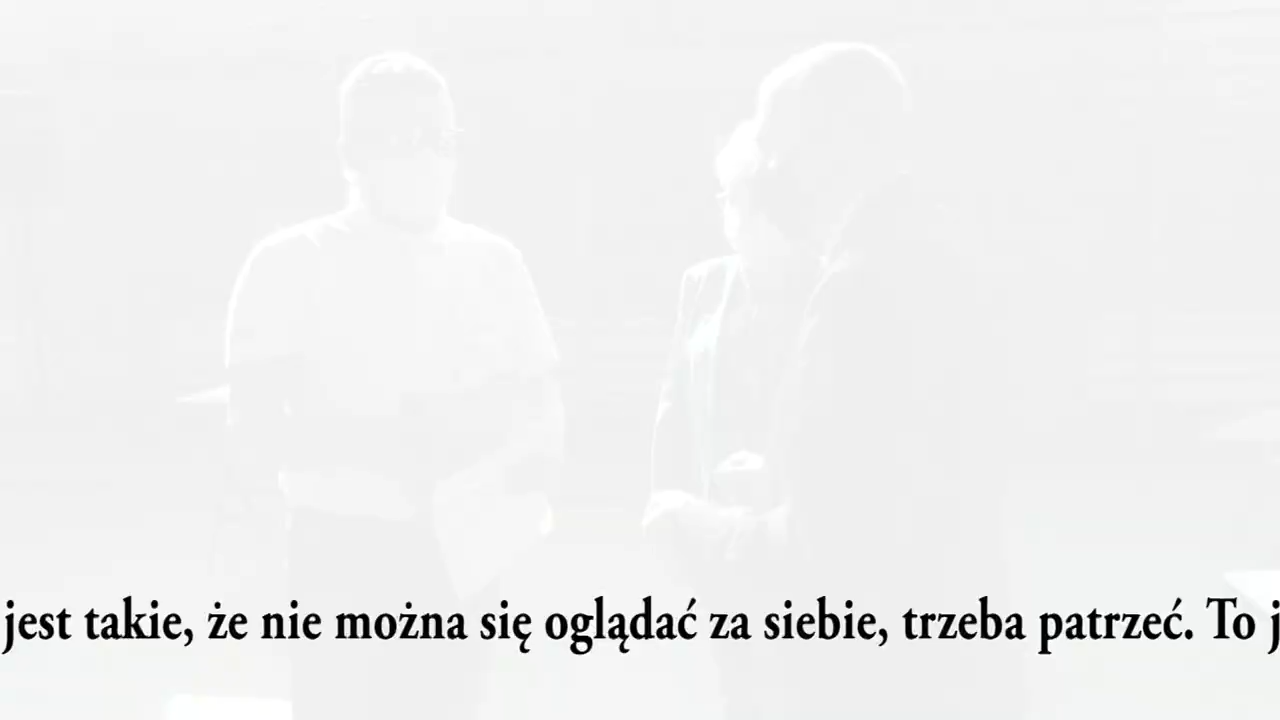 jest takie, że nie można się oglądać za siebie, trzeba patrzeć. To j